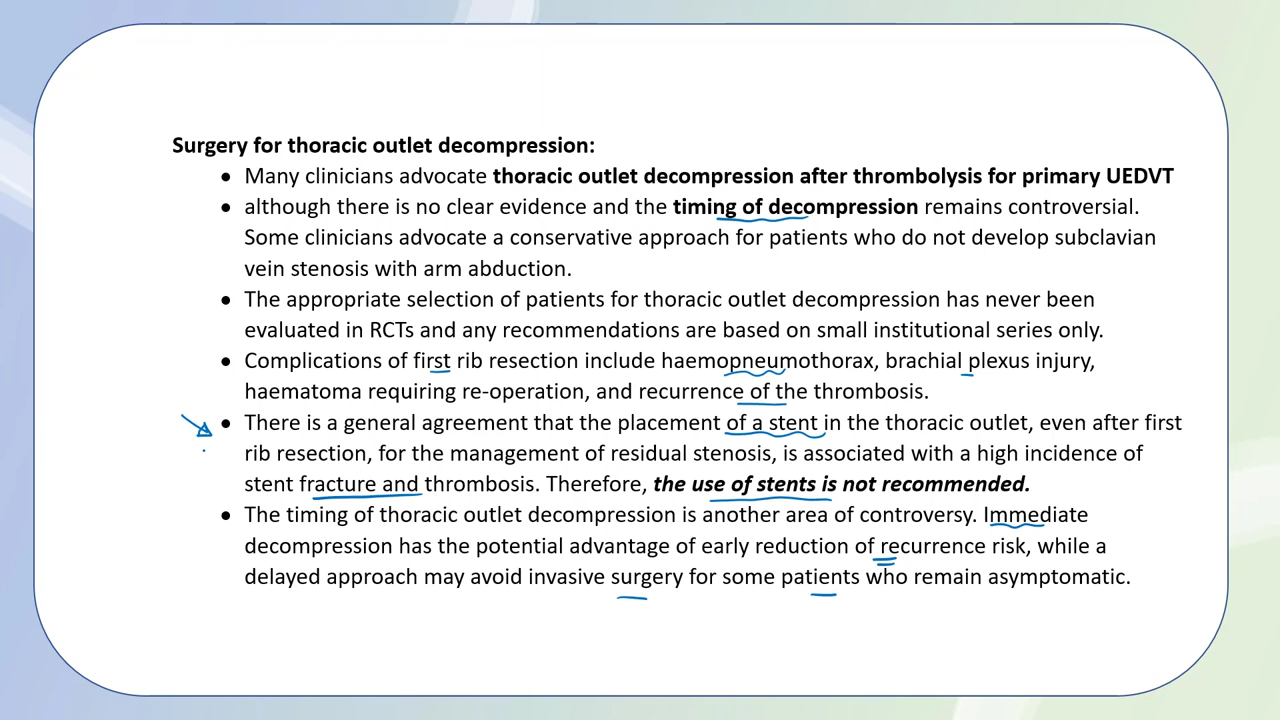 Surgery for thoracic outlet decompression:
• Many clinicians advocate thoracic outlet decompression after thrombolysis for primary UEDVT
• although there is no clear evidence and the timing of decompression remains controversial.
Some clinicians advocate a conservative approach for patients who do not develop subclavian
vein stenosis with arm abduction.
• The appropriate selection of patients for thoracic outlet decompression has never been
evaluated in RCTs and any recommendations are based on small institutional series only.
• Complications of first rib resection include haemopneumothorax, brachial plexus injury,
haematoma requiring re-operation, and recurrence of the thrombosis.
• There is a general agreement that the placement of a stent in the thoracic outlet, even after first
rib resection, for the management of residual stenosis, is associated with a high incidence of
stent fracture and thrombosis. Therefore, the use of stents is not recommended.
• The timing of thoracic outlet decompression is another area of controversy. Immediate
decompression has the potential advantage of early reduction of recurrence risk, while a
delayed approach may avoid invasive surgery for some patients who remain asymptomatic.